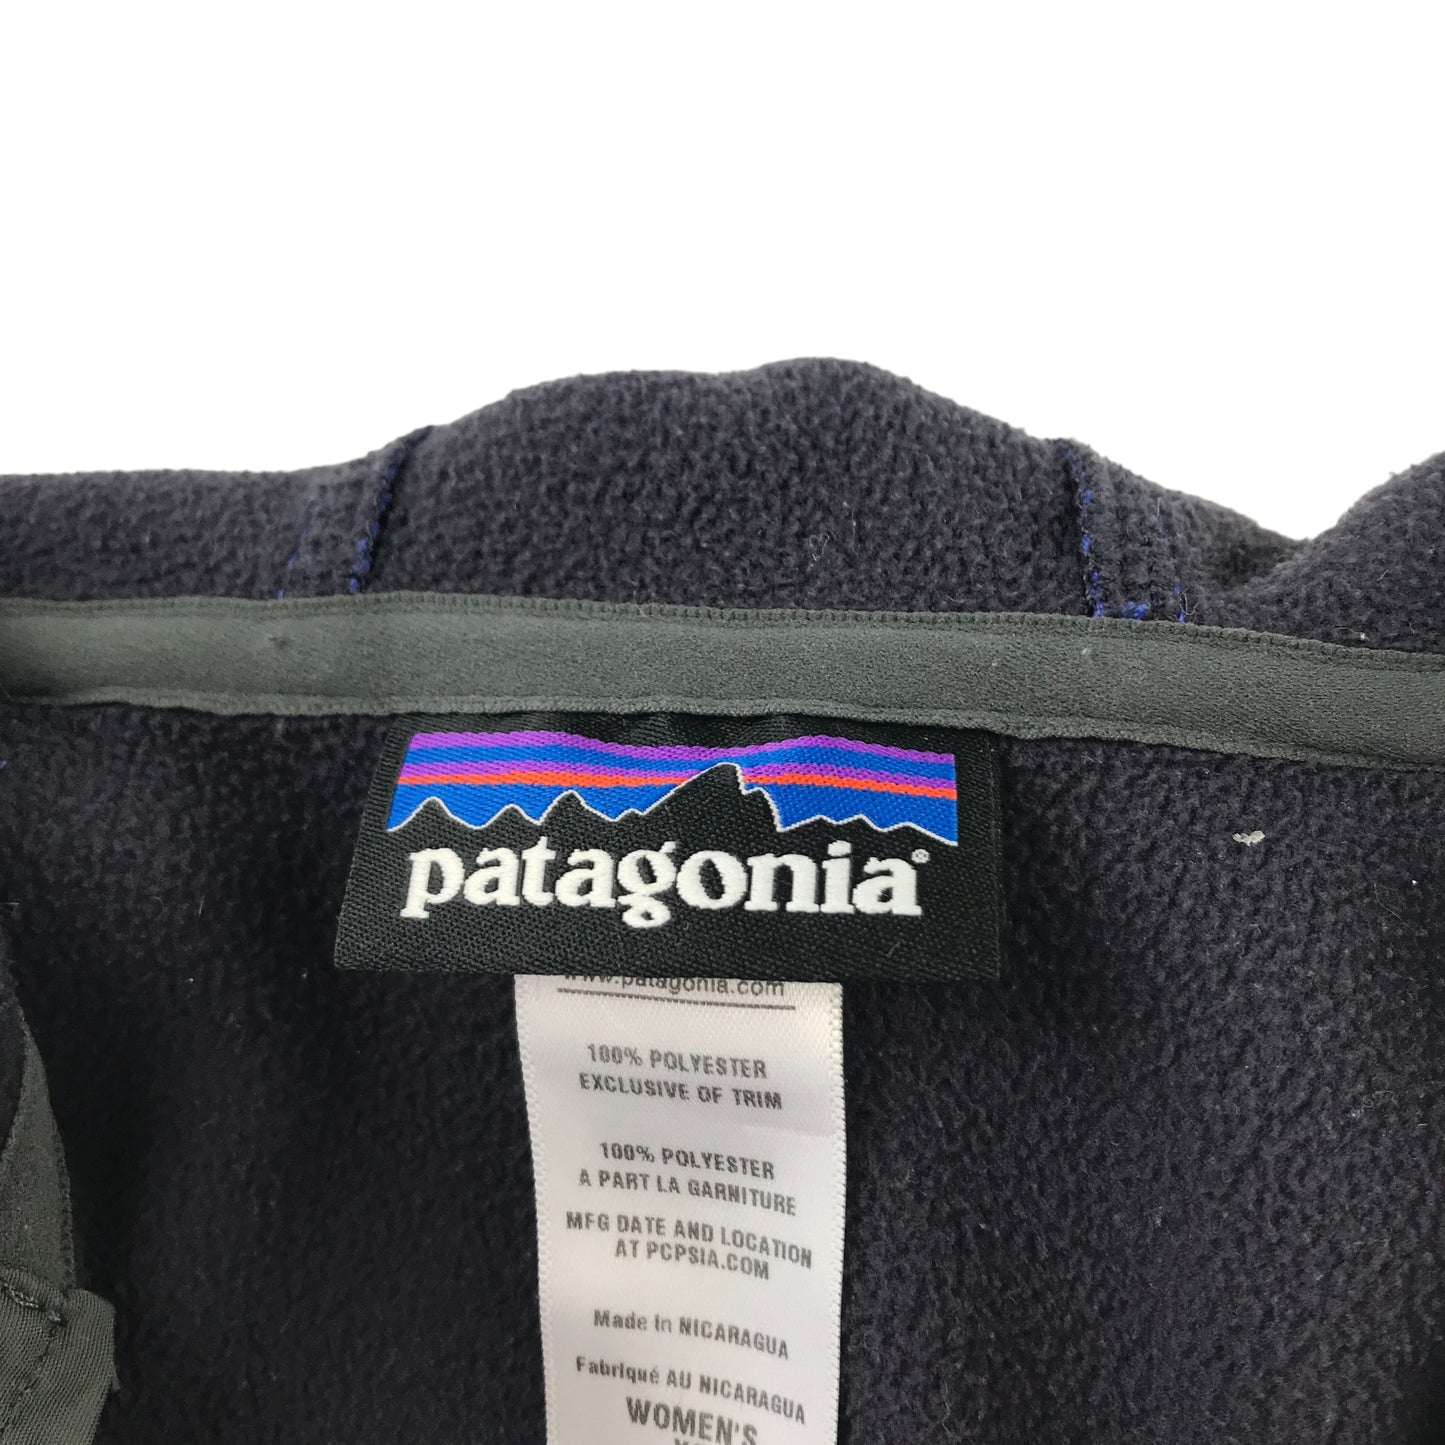 patagonia®
www.patagonia.com
100% POLYESTER
EXCLUSIVE OF TRIM
100% POLYESTER
A PART LA GARNITURE
MFG DATE AND LOCATION
AT PCPSIA.COM
Made in NICARAGUA
Fabriqué AU NICARAGUA
WOMEN'S